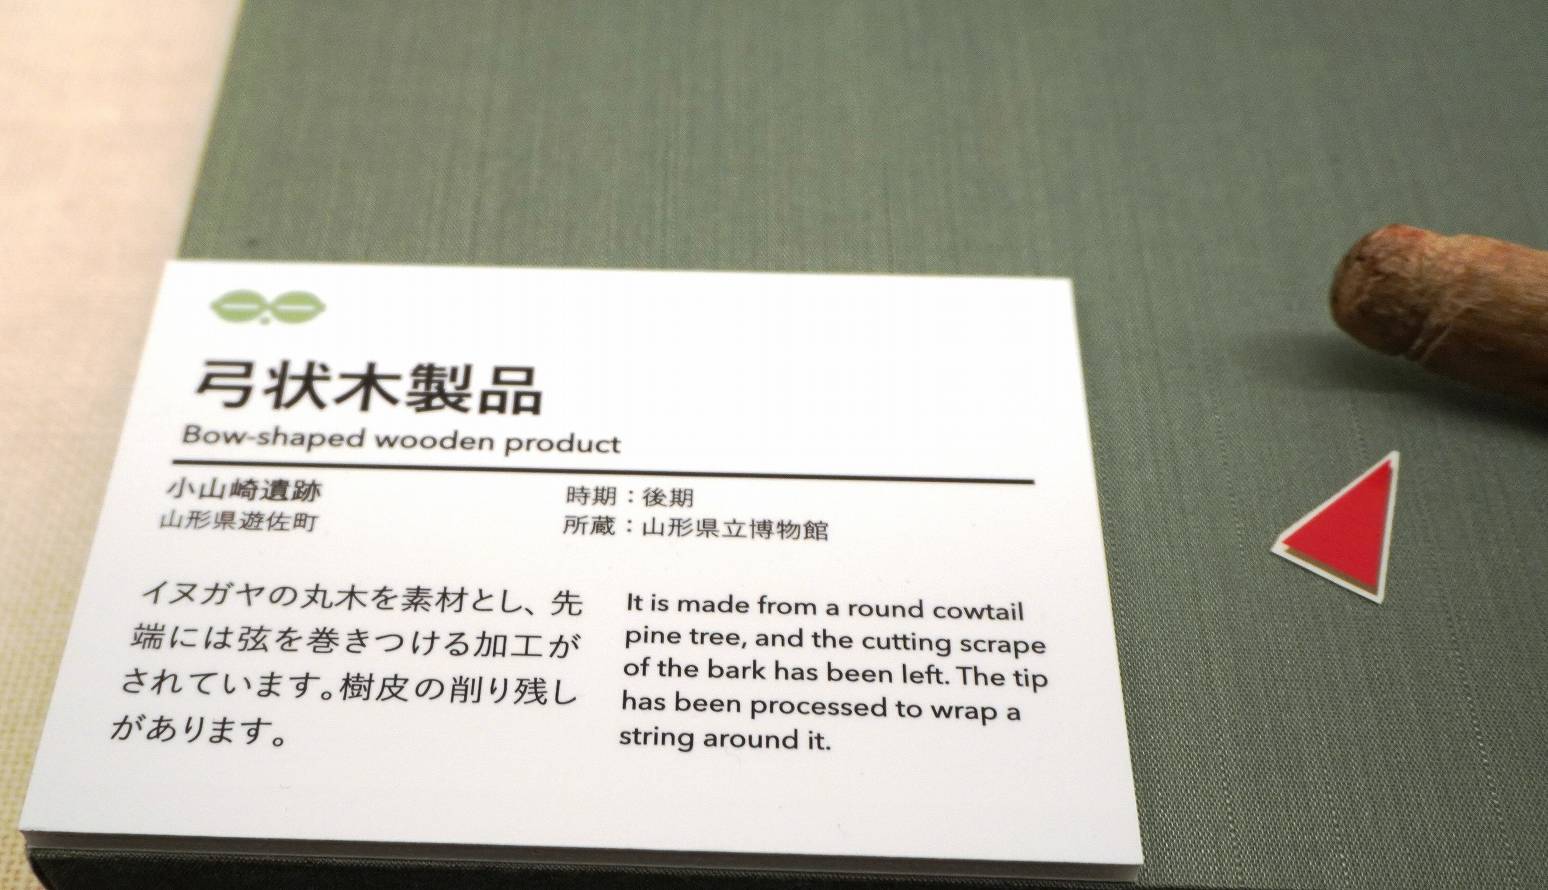 弓状木製品
Bow-shaped wooden product
小山崎遺跡
山形県遊佐町
時期：後期
所蔵：山形県立博物館
イヌガヤの丸木を素材とし、先
端には弦を巻きつける加工が
されています。樹皮の削り残し
があります。
It is made from a round cowtail
pine tree, and the cutting scrape
of the bark has been left. The tip
has been processed to wrap a
string around it.